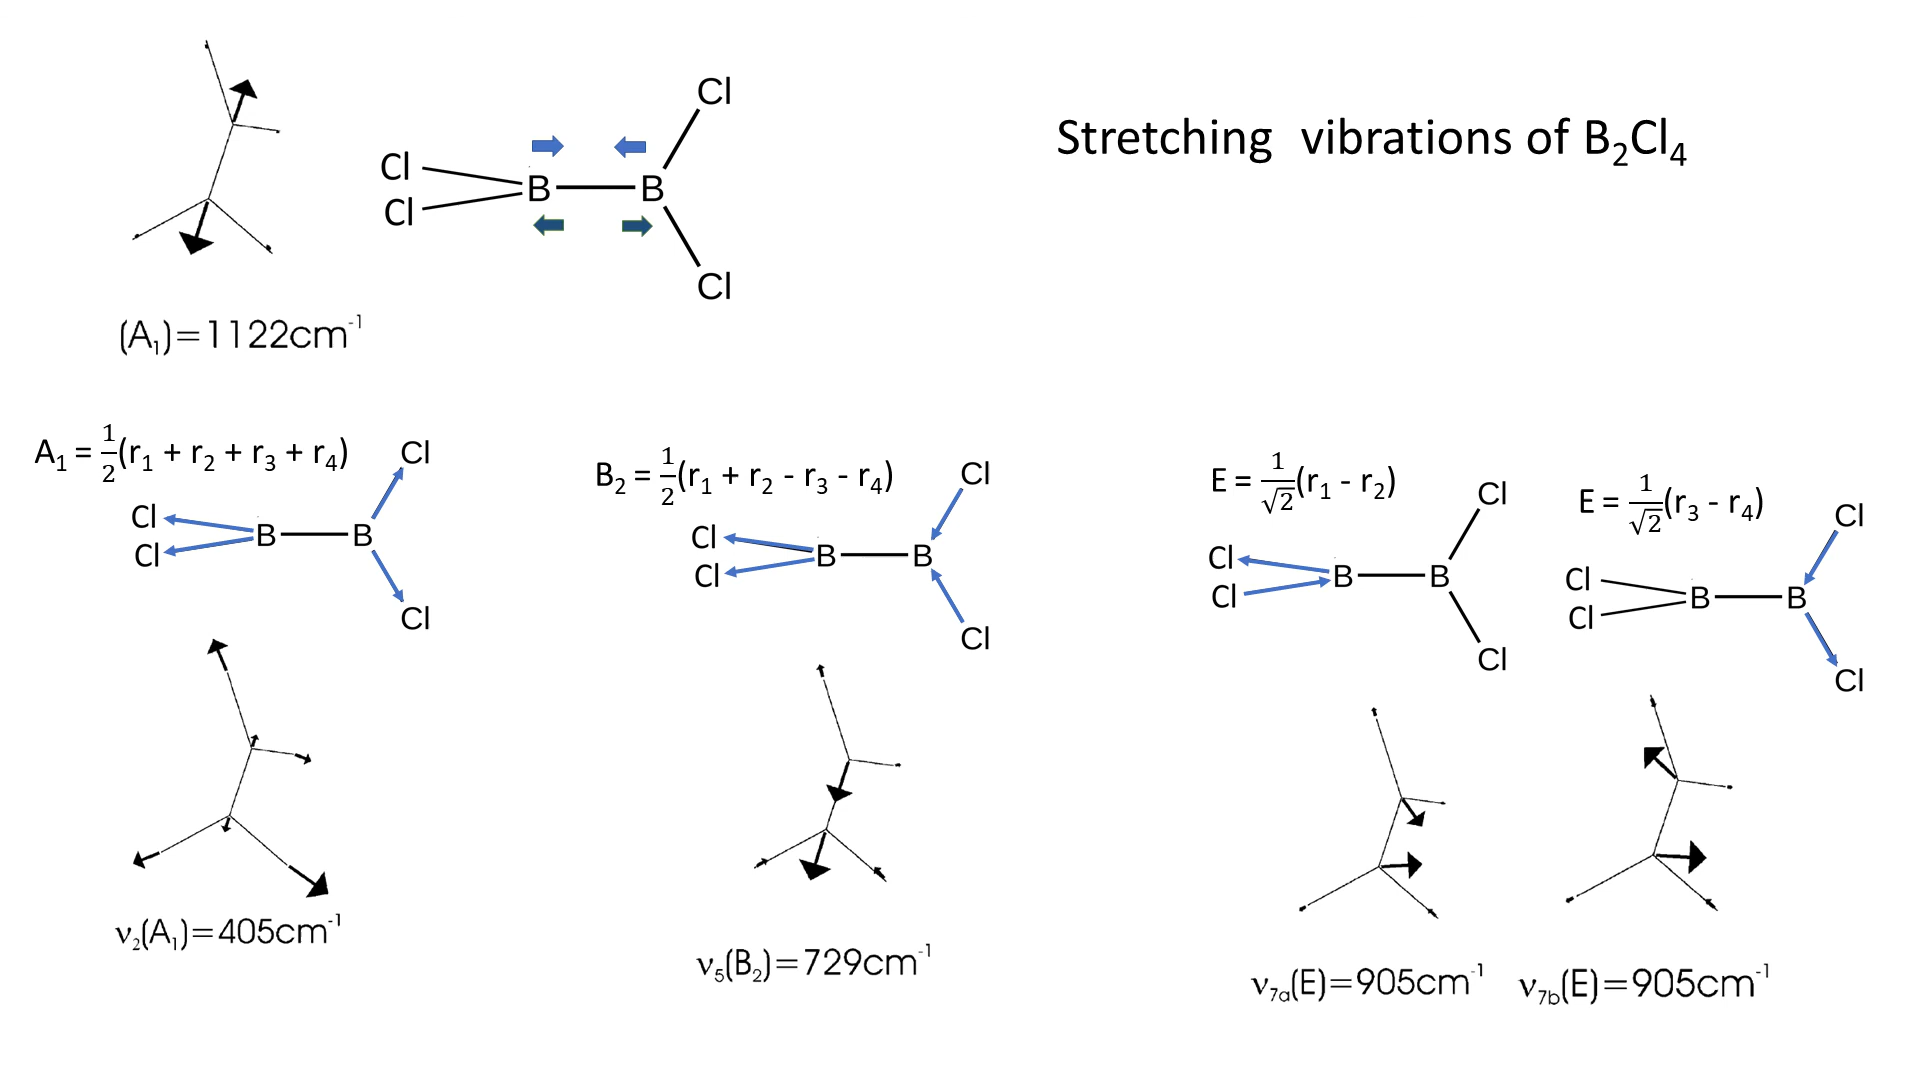 Stretching vibrations of B₂Cl₄
Cl
Cl
Cl
B
B
Cl
(A₁)=1122cm⁻¹
A₁ = ½(r₁ + r₂ + r₃ + r₄)
Cl
Cl
Cl
B
B
Cl
ν₂(A₁)=405cm⁻¹
B₂ = ½(r₁ + r₂ - r₃ - r₄)
Cl
Cl
Cl
B
B
Cl
ν₅(B₂)=729cm⁻¹
E = 1/√2(r₁ - r₂)
Cl
Cl
Cl
B
B
Cl
ν₇ₐ(E)=905cm⁻¹
E = 1/√2(r₃ - r₄)
Cl
Cl
Cl
B
B
Cl
ν7b(E)=905cm⁻¹